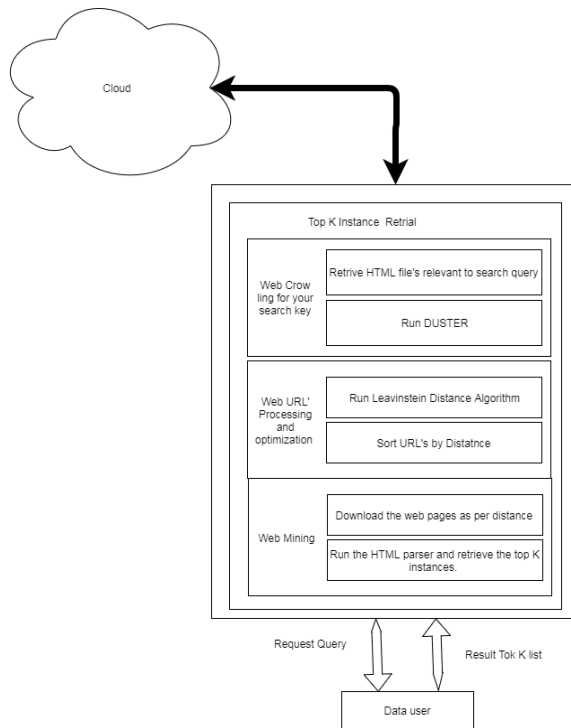 Cloud
Top K Instance Retrial
Web Crow
ling for your
search key
Retrive HTML file's relevant to search query
Run DUSTER
Web URL'
Processing
and
optimization
Run Leavinstein Distance Algorithm
Sort URL's by Distatnce
Web Mining
Download the web pages as per distance
Run the HTML parser and retrieve the top K
instances.
Request Query
Result Tok K list
Data user